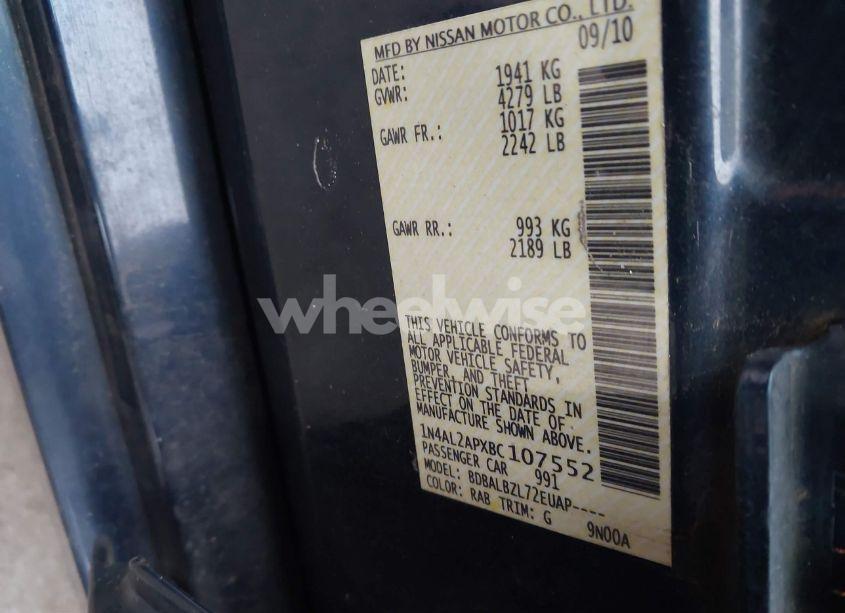 MFD BY NISSAN MOTOR CO., LTD.
DATE: 09/10
GVWR: 1941 KG
4279 LB
GAWR FR.: 1017 KG
2242 LB
GAWR RR.: 993 KG
2189 LB
wheelwise
THIS VEHICLE CONFORMS TO
ALL APPLICABLE FEDERAL
MOTOR VEHICLE SAFETY,
BUMPER, AND THEFT
PREVENTION STANDARDS IN
EFFECT ON THE DATE OF
MANUFACTURE SHOWN ABOVE.
1N4AL2APXBC107552
PASSENGER CAR 991
MODEL: BDBALBZL72EUAP----
COLOR: RAB TRIM: G 9N00A